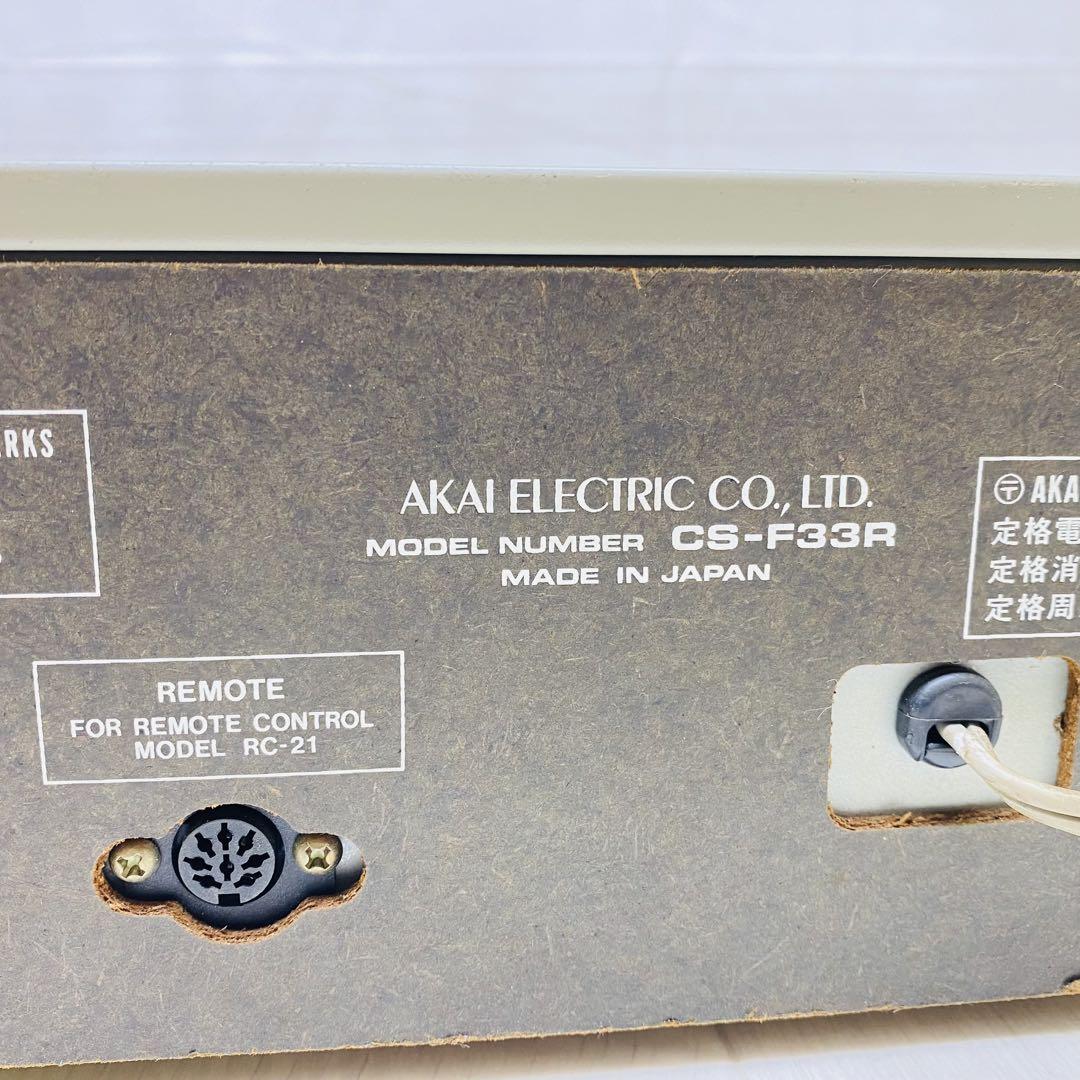 AKAI ELECTRIC CO., LTD.
MODEL NUMBER CS-F33R
MADE IN JAPAN
〒 AKA
定格電
定格消
定格周
REMOTE
FOR REMOTE CONTROL
MODEL RC-21